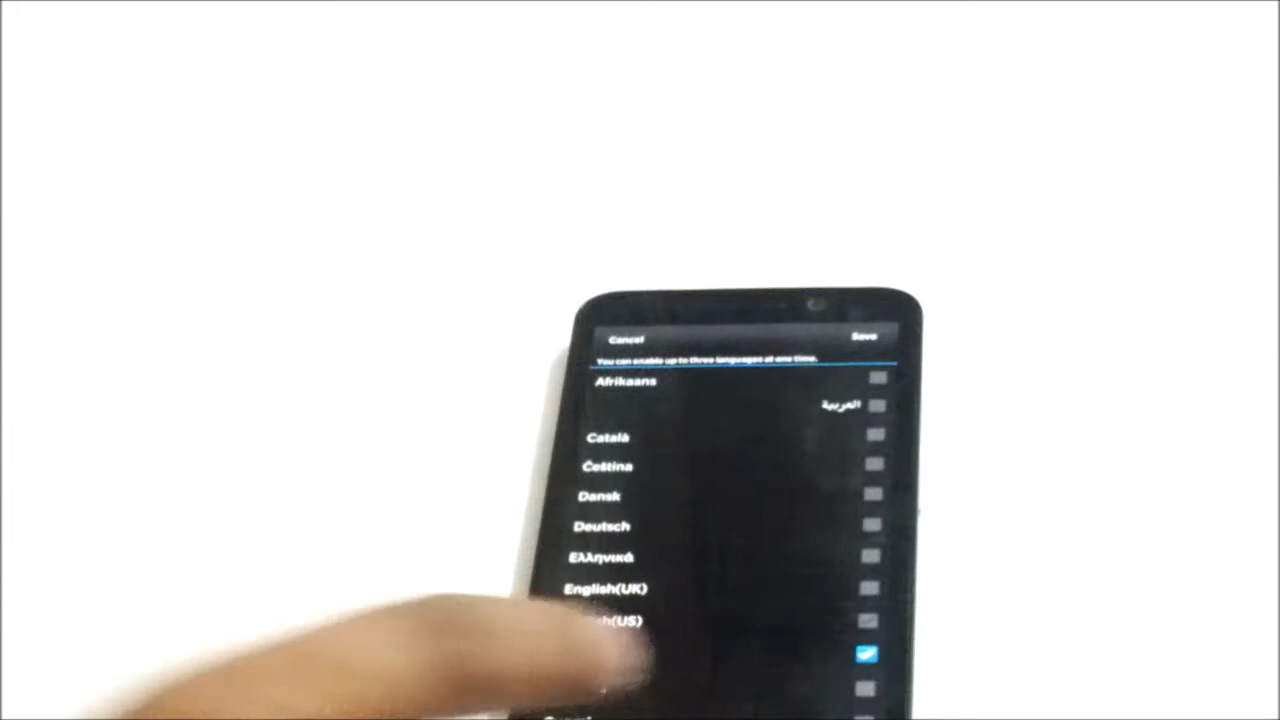 Cancel Save
You can enable up to three languages at one time.
Afrikaans
العربية
Català
Čeština
Dansk
Deutsch
Ελληνικά
English(UK)
(US)